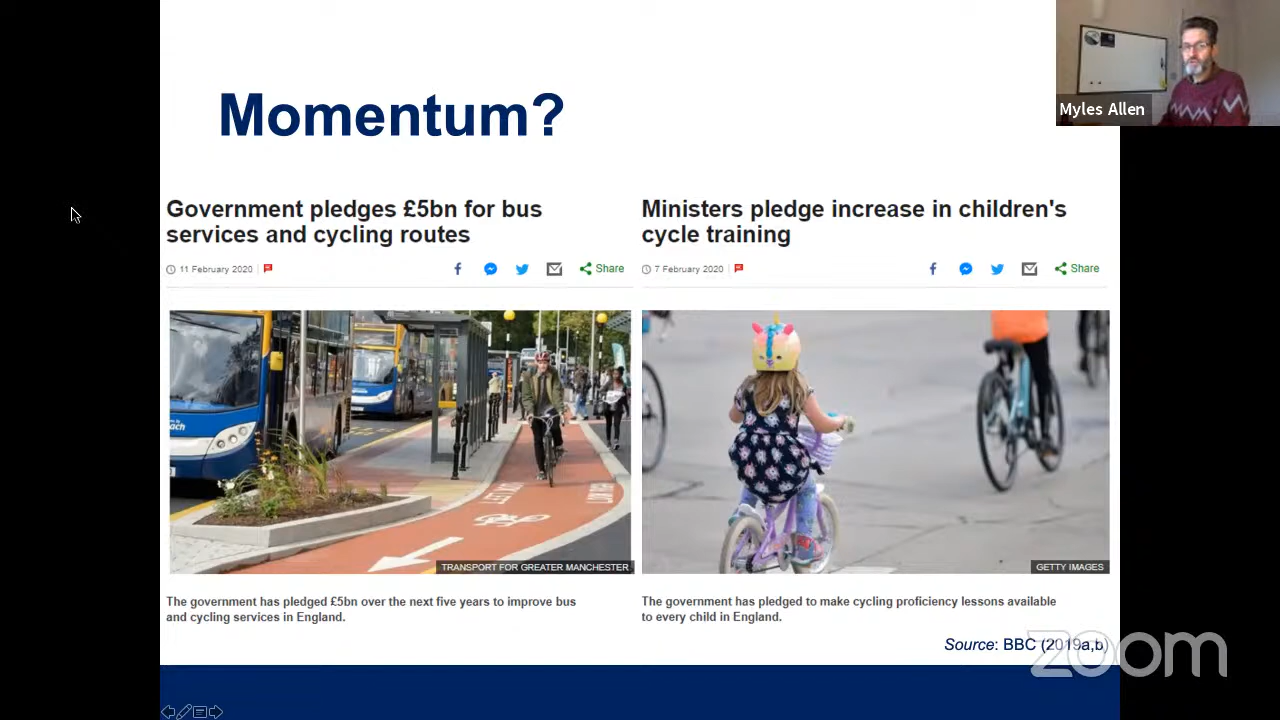 Myles Allen
Momentum?
Government pledges £5bn for bus
services and cycling routes
11 February 2020
Share
TRANSPORT FOR GREATER MANCHESTER
The government has pledged £5bn over the next five years to improve bus
and cycling services in England.
Ministers pledge increase in children's
cycle training
7 February 2020
Share
GETTY IMAGES
The government has pledged to make cycling proficiency lessons available
to every child in England.
Source: BBC (2019a,b)
zoom